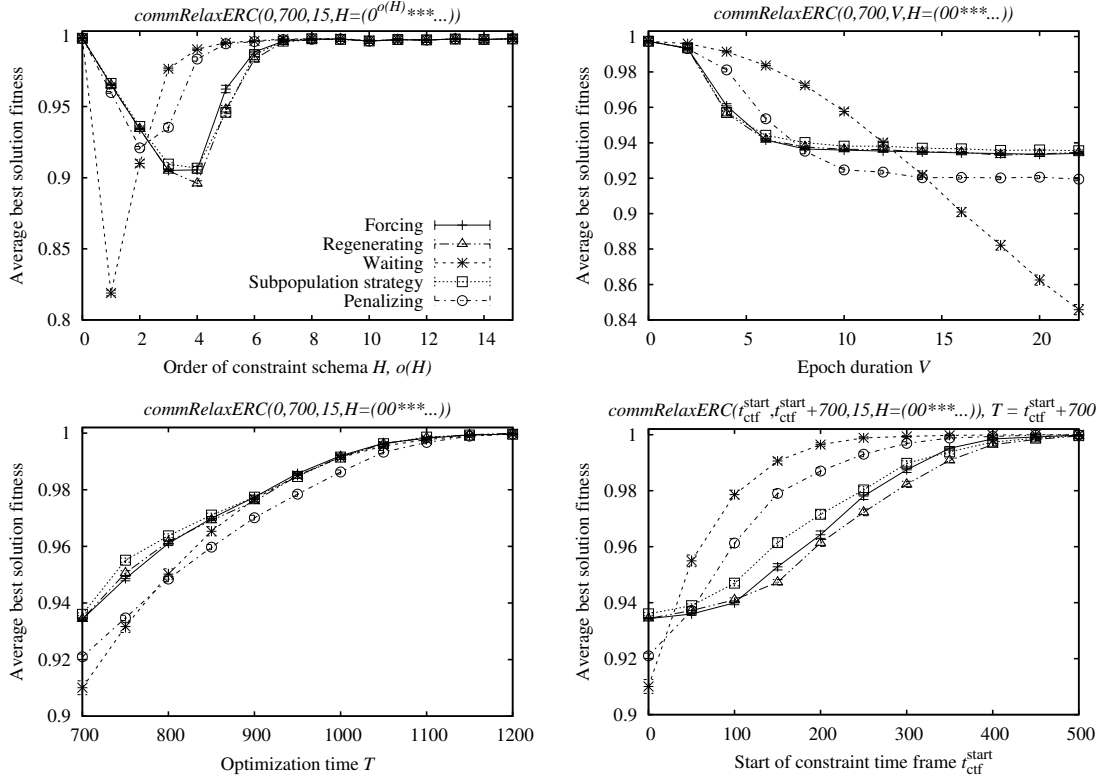 commRelaxERC(0,700,15,H=(0^o(H)***...))
Average best solution fitness
1
0.95
0.9
0.85
0.8
Forcing
Regenerating
Waiting
Subpopulation strategy
Penalizing
0 2 4 6 8 10 12 14
Order of constraint schema H, o(H)
commRelaxERC(0,700,V,H=(00***...))
Average best solution fitness
1
0.98
0.96
0.94
0.92
0.9
0.88
0.86
0.84
0 5 10 15 20
Epoch duration V
commRelaxERC(0,700,15,H=(00***...))
Average best solution fitness
1
0.98
0.96
0.94
0.92
0.9
700 800 900 1000 1100 1200
Optimization time T
commRelaxERC(t_ctf^start,t_ctf^start+700,15,H=(00***...)), T = t_ctf^start+700
Average best solution fitness
1
0.98
0.96
0.94
0.92
0.9
0 100 200 300 400 500
Start of constraint time frame t_ctf^start